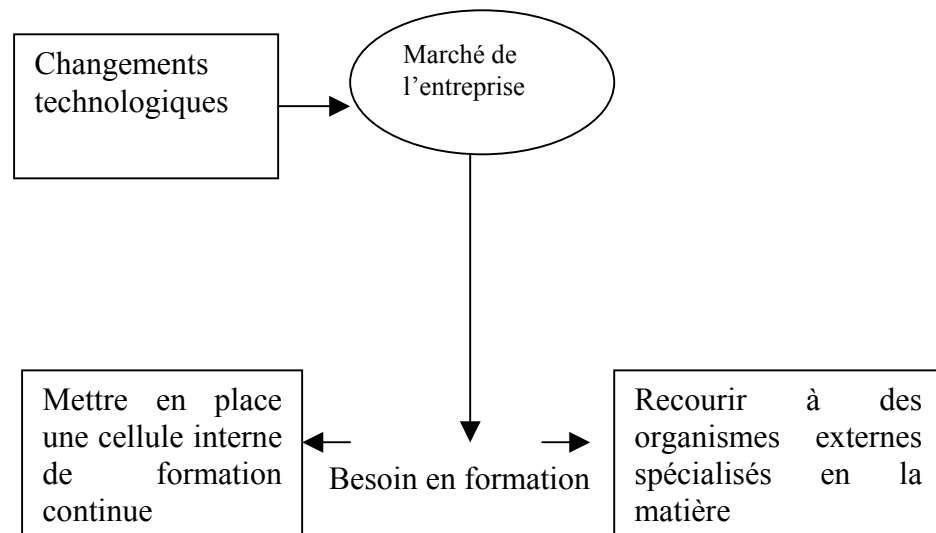 Changements
technologiques
Marché de
l’entreprise
Mettre en place
une cellule interne
de formation
continue
Besoin en formation
Recourir à des
organismes externes
spécialisés en la
matière